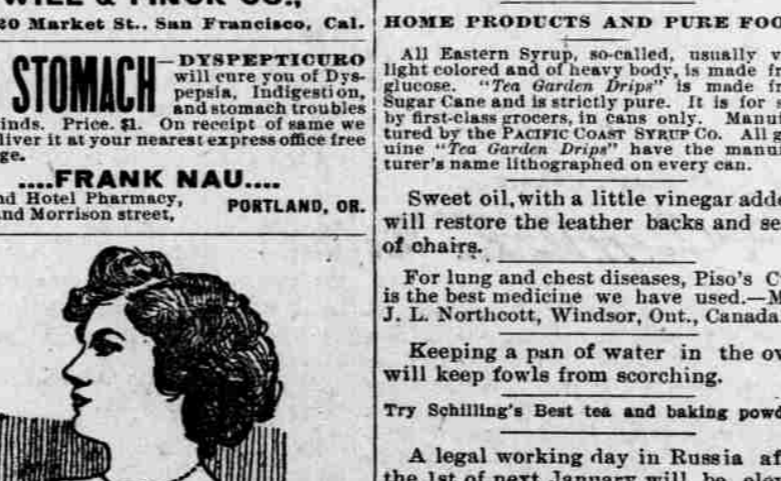 20 Market St., San Francisco, Cal.
STOMACH
—DYSPEPTICURO
will cure you of Dys-
pepsia, Indigestion,
and stomach troubles
inds. Price, $1. On receipt of same we
liver it at your nearest express office free
ge.
....FRANK NAU....
nd Hotel Pharmacy,
nd Morrison street,
PORTLAND, OR.
HOME PRODUCTS AND PURE FOO
All Eastern Syrup, so-called, usually v
light colored and of heavy body, is made fr
glucose. "Tea Garden Drips" is made fr
Sugar Cane and is strictly pure. It is for
by first-class grocers, in cans only. Manu
tured by the PACIFIC COAST SYRUP CO. All g
uine "Tea Garden Drips" have the manu
turer's name lithographed on every can.
Sweet oil, with a little vinegar adde
will restore the leather backs and se
of chairs.
For lung and chest diseases, Piso's C
is the best medicine we have used.—M
J. L. Northcott, Windsor, Ont., Canada
Keeping a pan of water in the ov
will keep fowls from scorching.
Try Schilling's Best tea and baking powd
A legal working day in Russia af
the 1st of next January will be